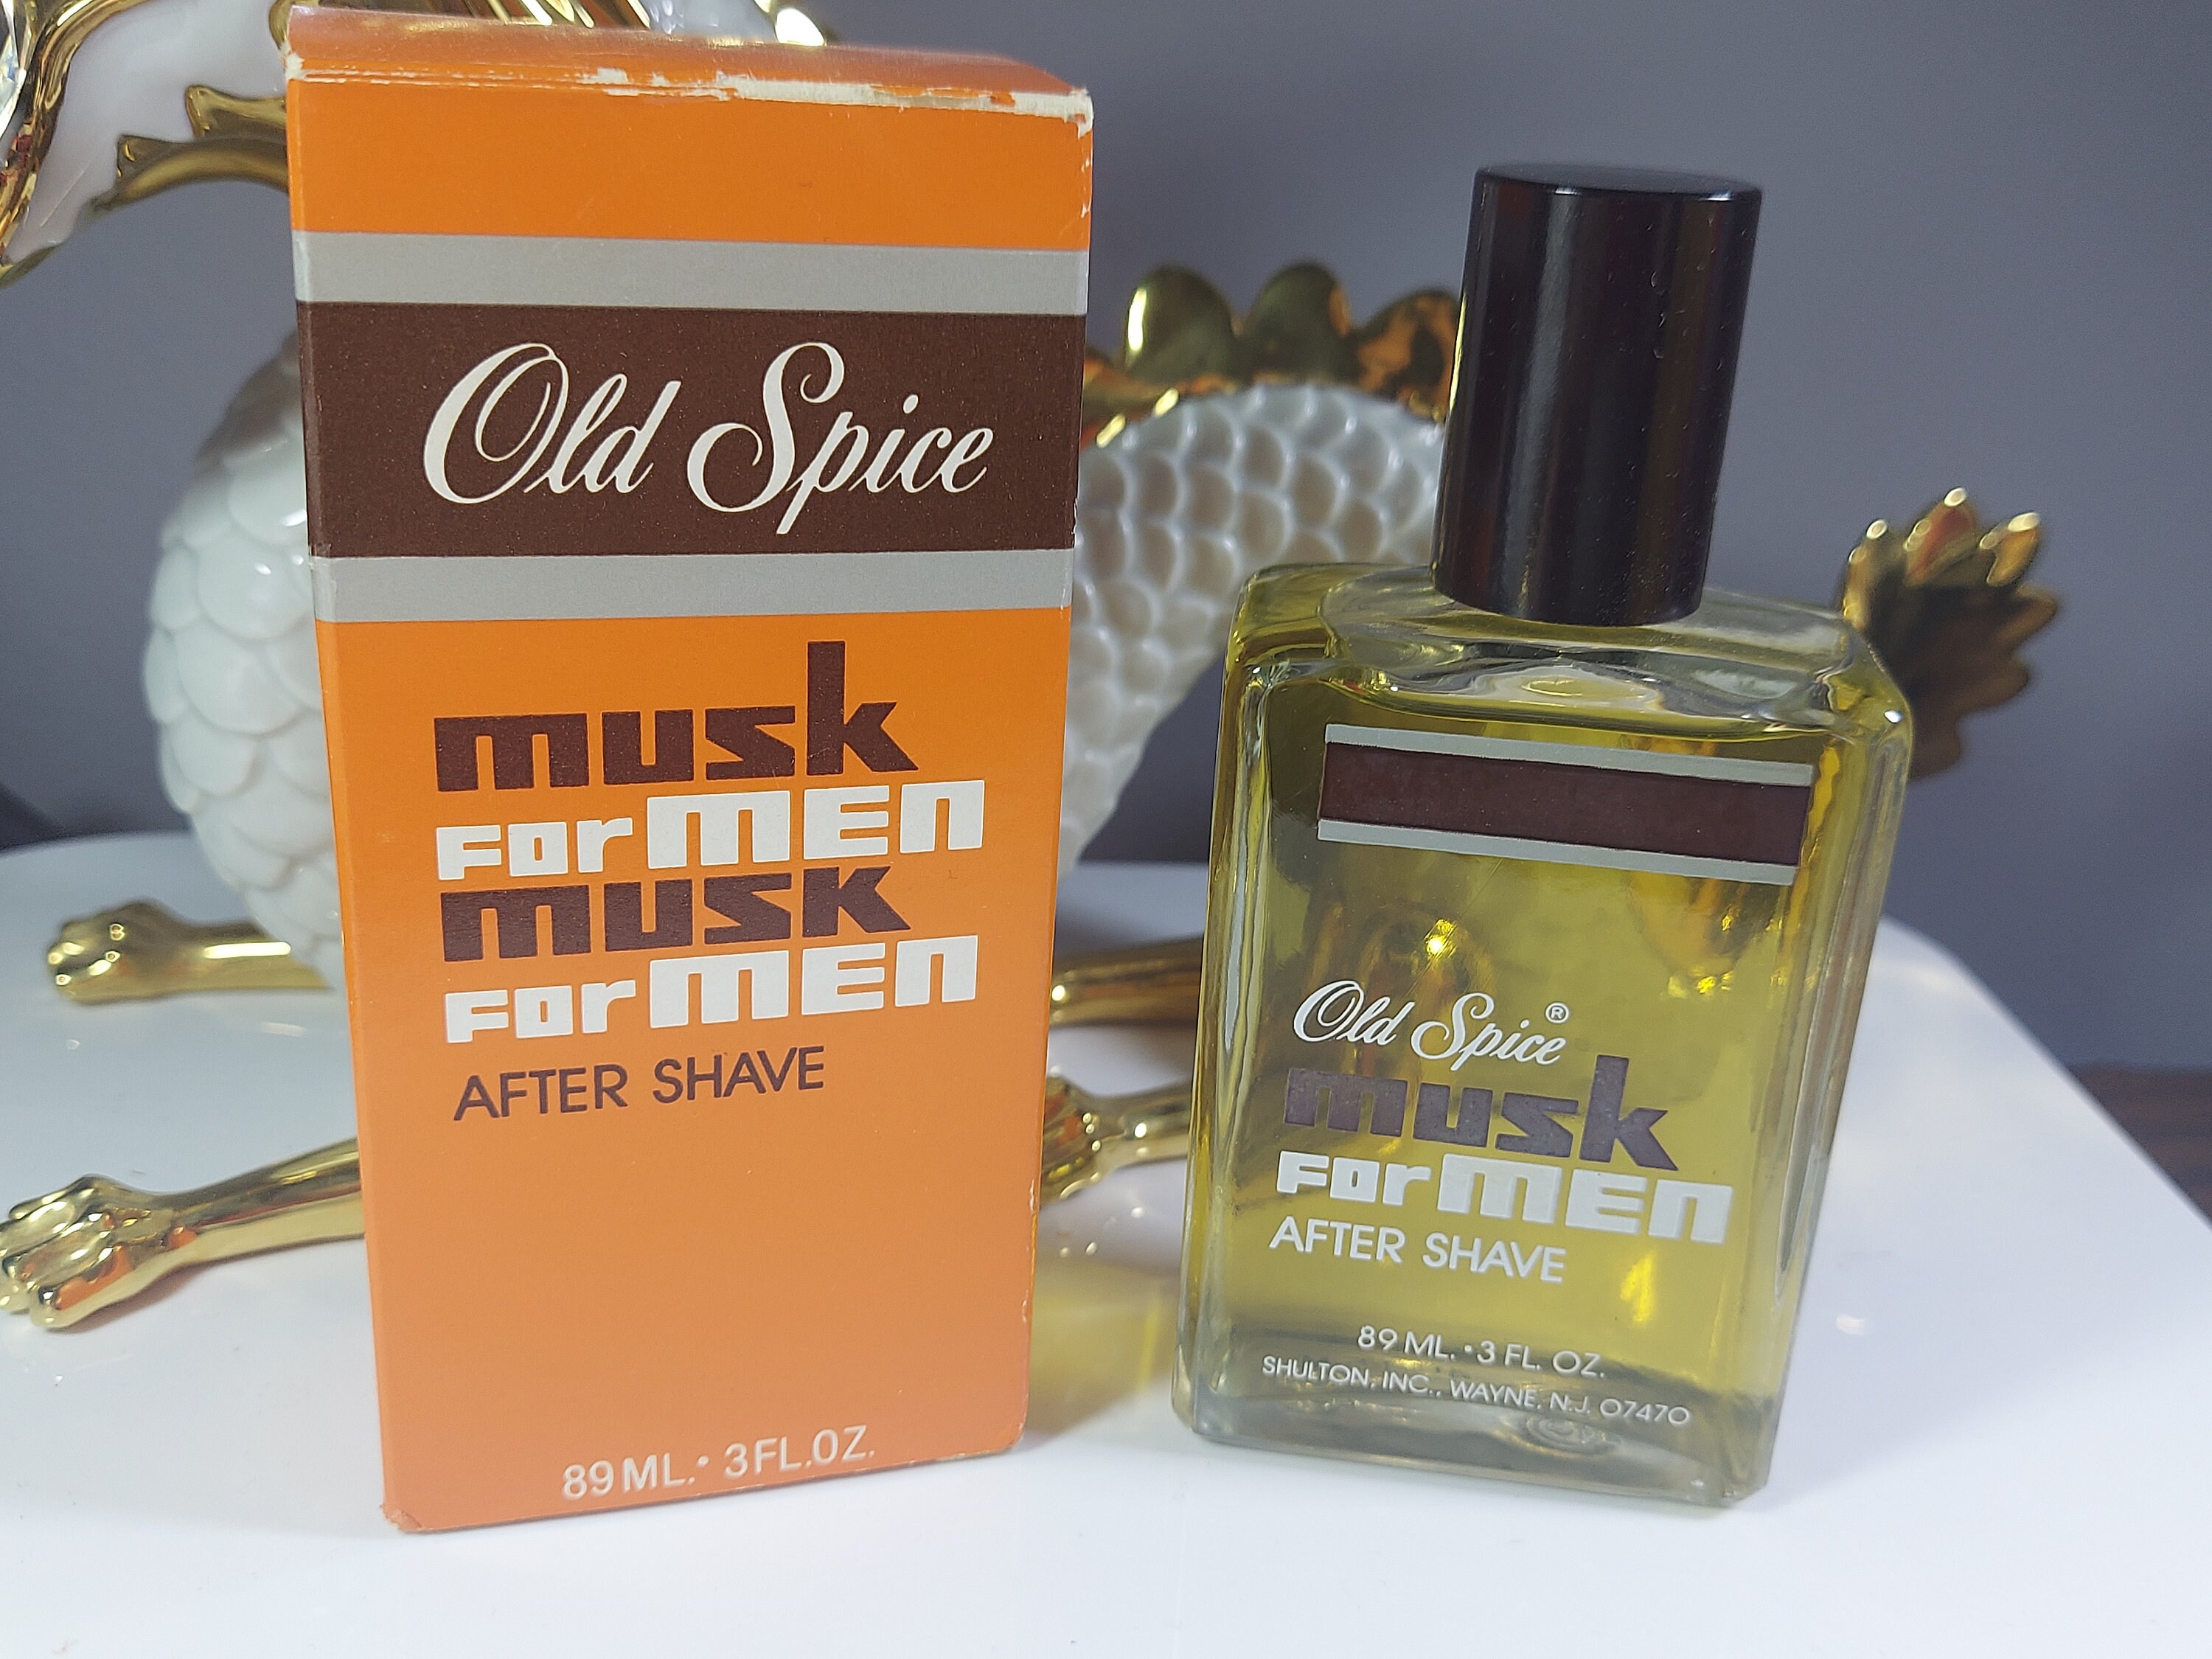 Old Spice
musk
FOR MEN
musk
FOR MEN
AFTER SHAVE
89 ML. • 3 FL. OZ.
Old Spice®
musk
FOR MEN
AFTER SHAVE
89 ML. • 3 FL. OZ.
SHULTON, INC., WAYNE, N.J. 07470